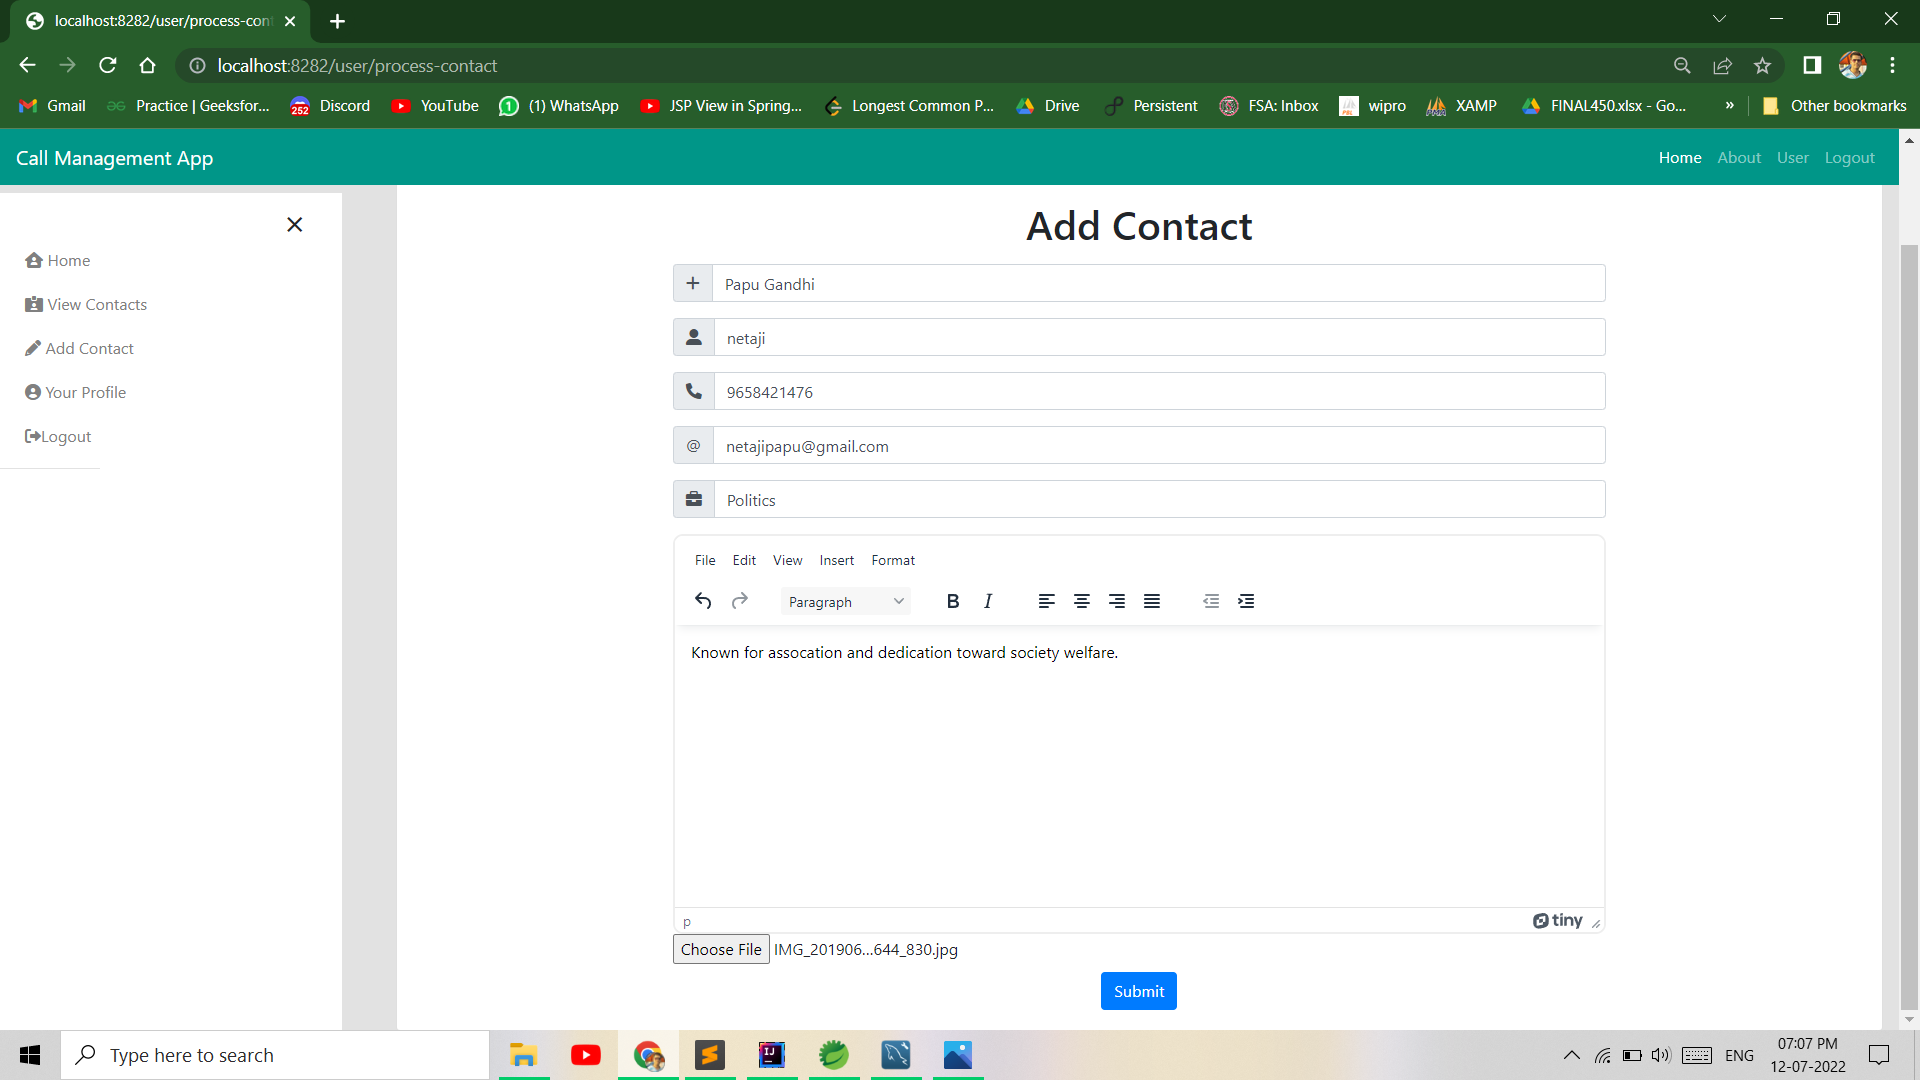 localhost:8282/user/process-cont
localhost:8282/user/process-contact
Gmail Practice | Geeksfor... 252 Discord YouTube (1) WhatsApp JSP View in Spring... Longest Common P... Drive Persistent FSA: Inbox wipro XAMP FINAL450.xlsx - Go... » Other bookmarks
Call Management App Home About User Logout
Add Contact
Home
View Contacts
Add Contact
Your Profile
Logout
Papu Gandhi
netaji
9658421476
@ netajipapu@gmail.com
Politics
File Edit View Insert Format
Paragraph B I
Known for assocation and dedication toward society welfare.
p tiny
Choose File IMG_201906...644_830.jpg
Submit
Type here to search
ENG
07:07 PM
12-07-2022